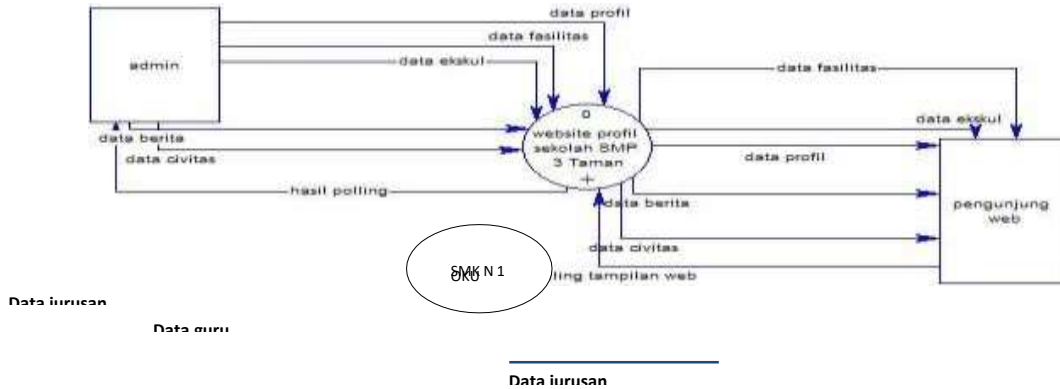 data profil
data fasilitas
admin
data ekskul
data fasilitas
0
data ekskul
website profil
sekolah SMP
3 Taman
+
data berita
data civitas
data profil
hasil polling
data berita
pengunjung
web
data civitas
SMK N 1
OKU
ling tampilan web
Data jurusan
Data guru
Data jurusan